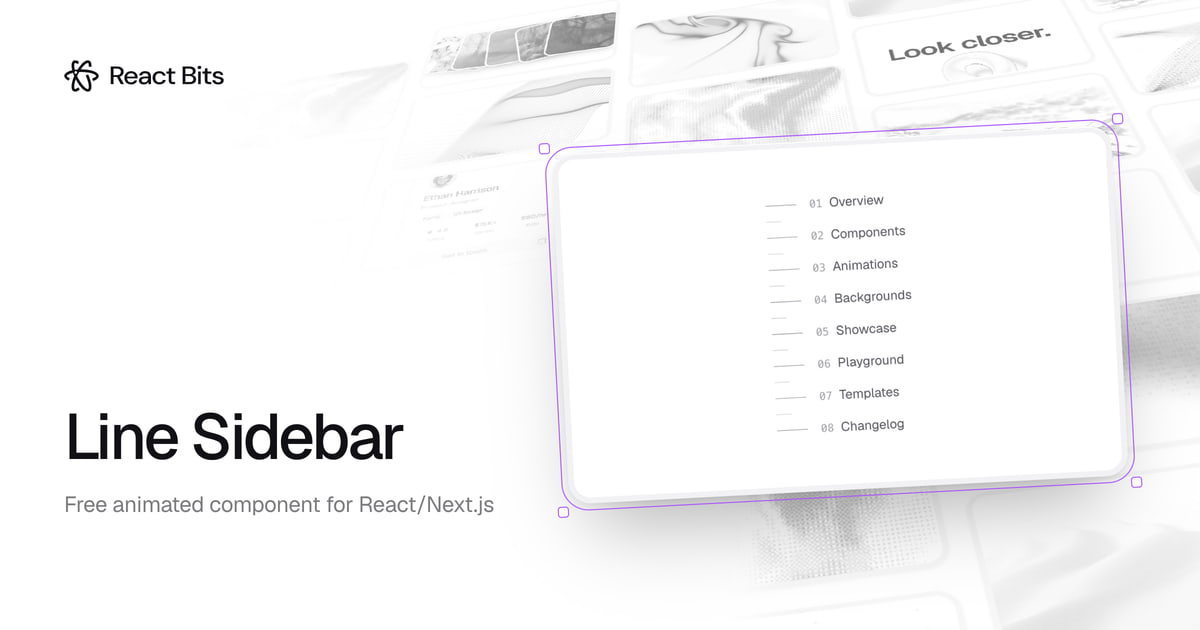 React Bits
Look closer.
Ethan Harrison
01 Overview
02 Components
03 Animations
04 Backgrounds
05 Showcase
06 Playground
07 Templates
08 Changelog
Line Sidebar
Free animated component for React/Next.js